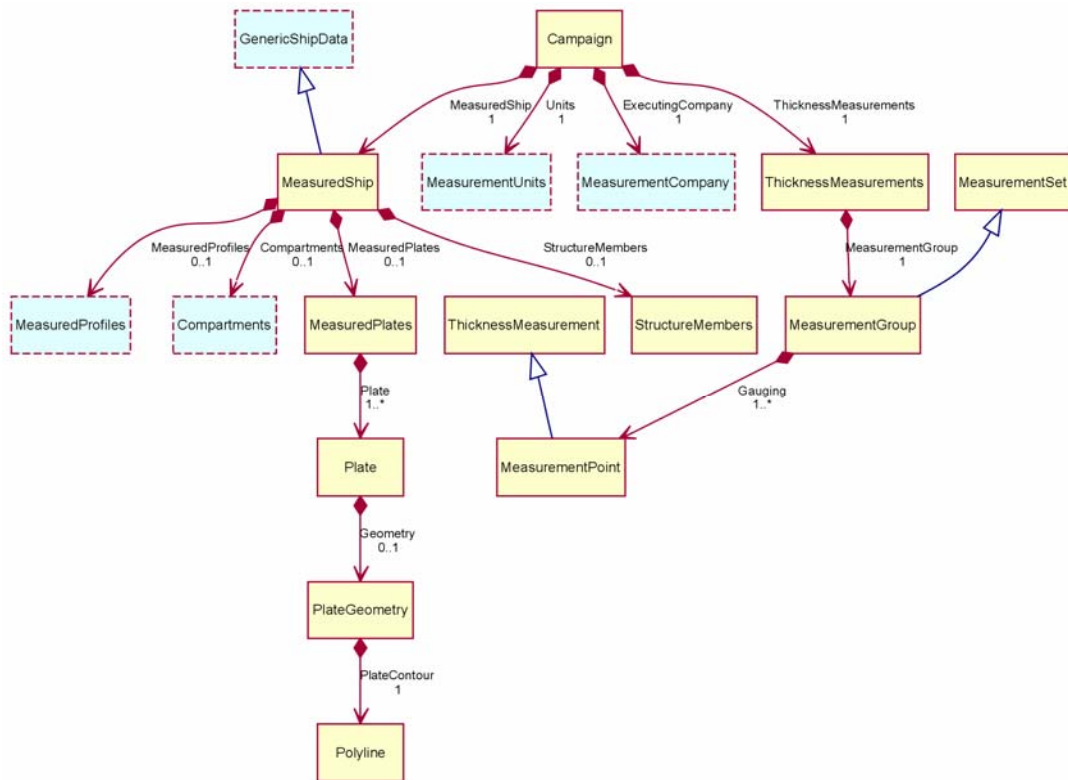 GenericShipData
Campaign
MeasuredShip
1
Units
1
ExecutingCompany
1
ThicknessMeasurements
1
MeasuredShip
MeasurementUnits
MeasurementCompany
ThicknessMeasurements
MeasurementSet
MeasuredProfiles
0..1
Compartments
0..1
MeasuredPlates
0..1
StructureMembers
0..1
MeasurementGroup
1
MeasuredProfiles
Compartments
MeasuredPlates
ThicknessMeasurement
StructureMembers
MeasurementGroup
Plate
1..*
Gauging
1..*
Plate
MeasurementPoint
Geometry
0..1
PlateGeometry
PlateContour
1
Polyline